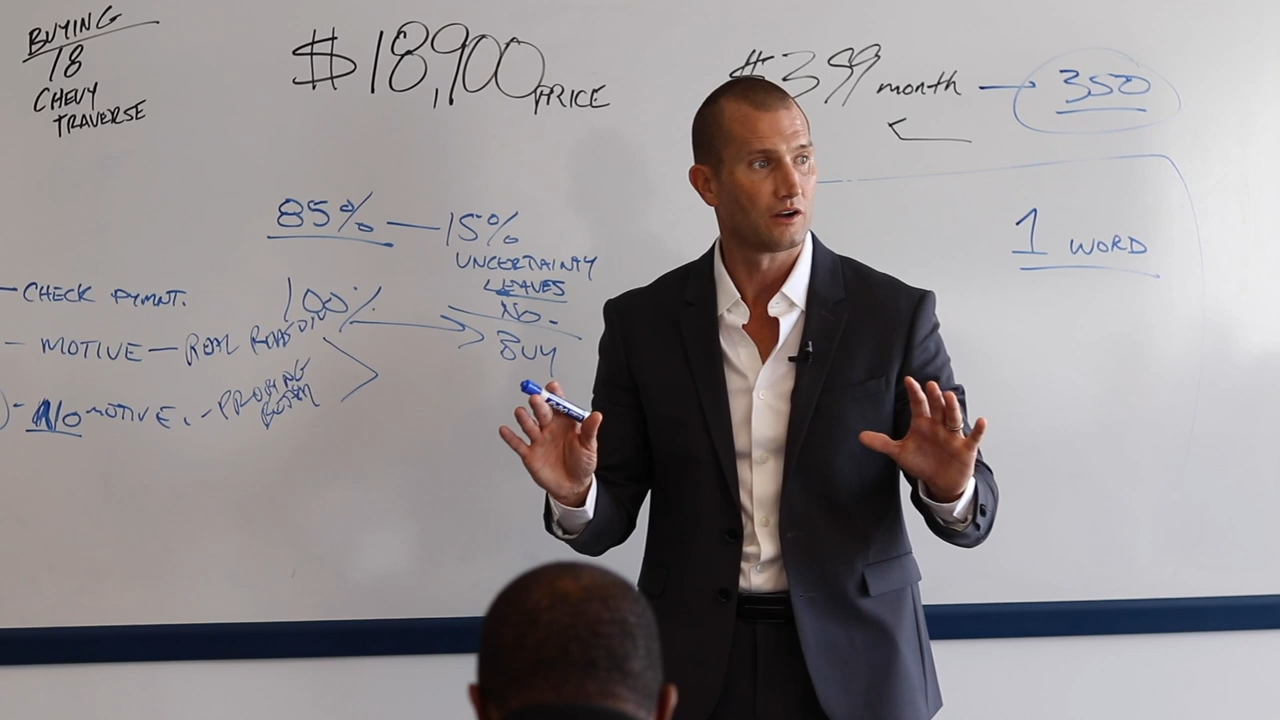 BUYING
18
CHEVY
TRAVERSE
$18,900 PRICE
$399 month — 350
85% — 15%
UNCERTAINTY
LEAVES
NO.
BUY
1 WORD
- CHECK PYMNT.
100%
- MOTIVE - REAL REASON
- NO MOTIVE. - PROBING